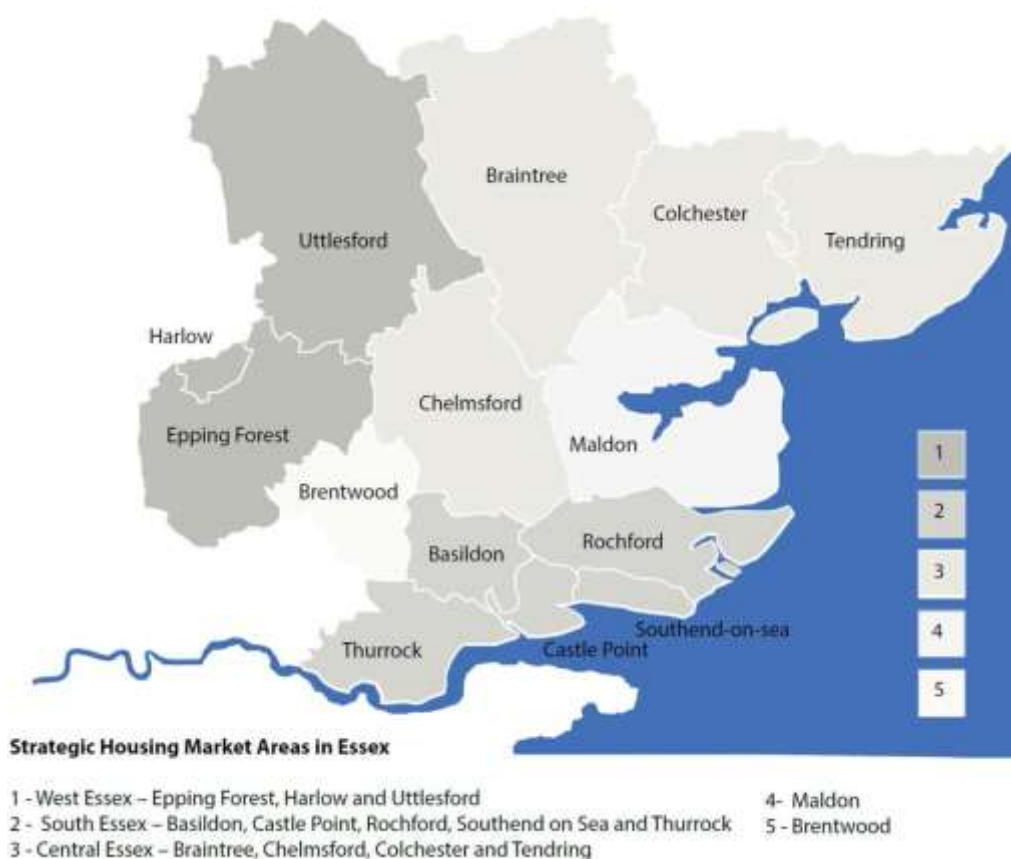 Braintree
Colchester
Uttlesford
Tendring
Harlow
Chelmsford
Epping Forest
Maldon
1
Brentwood
2
Rochford
Basildon
3
Southend-on-sea
4
Thurrock
Castle Point
5
Strategic Housing Market Areas in Essex
1 - West Essex – Epping Forest, Harlow and Uttlesford
2 - South Essex – Basildon, Castle Point, Rochford, Southend on Sea and Thurrock
3 - Central Essex – Braintree, Chelmsford, Colchester and Tendring
4- Maldon
5 - Brentwood